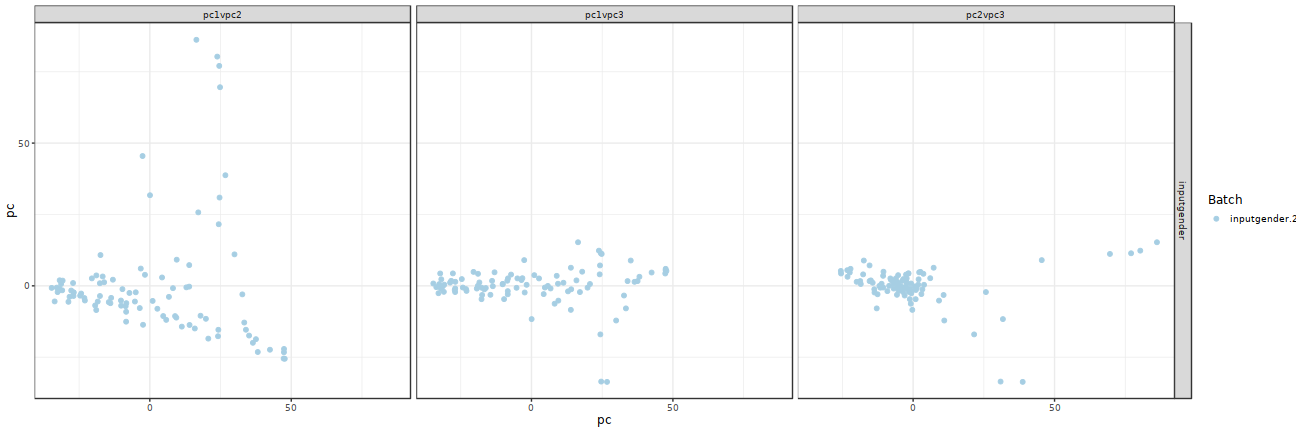 pc1vpc2
pc1vpc3
pc2vpc3
50
0
pc
inputgender
0
50
0
50
0
50
pc
Batch
inputgender.2